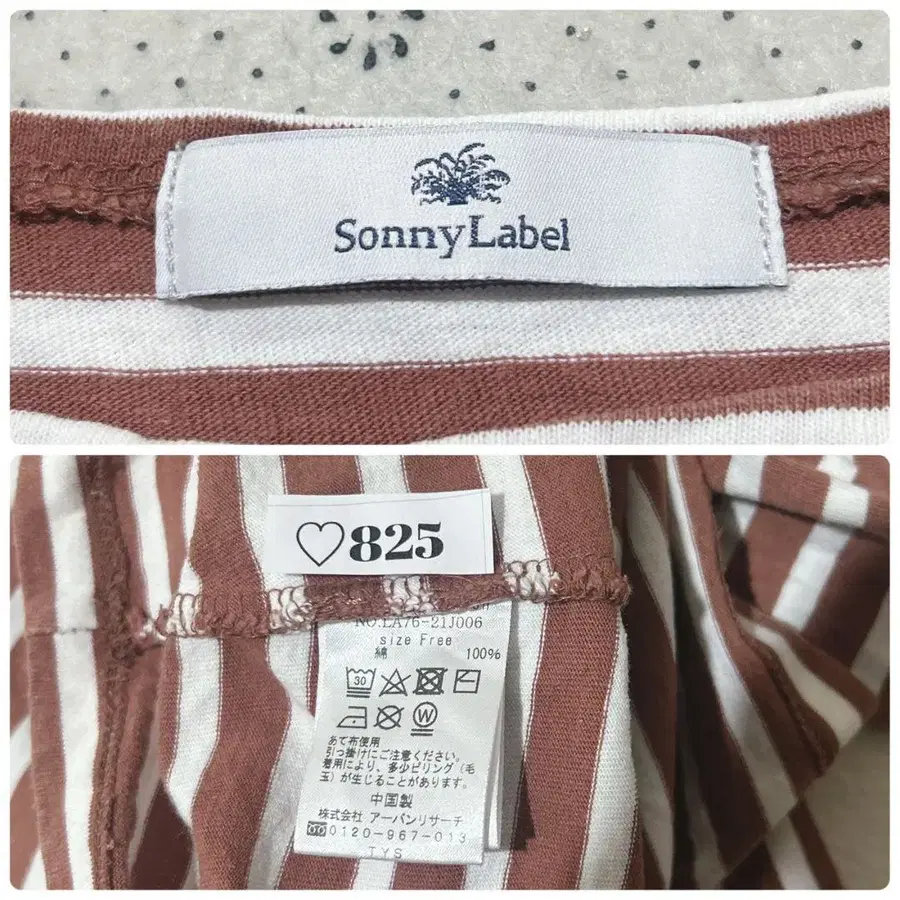 Sonny Label
♡825
NO.LA76-21J006
size Free
綿 100%
30
W
あて布使用
引っ掛けにご注意ください。
着用により、多少ピリング（毛
玉）が生じることがあります。
中国製
株式会社 アーバンリサーチ
0120-967-013
TYS